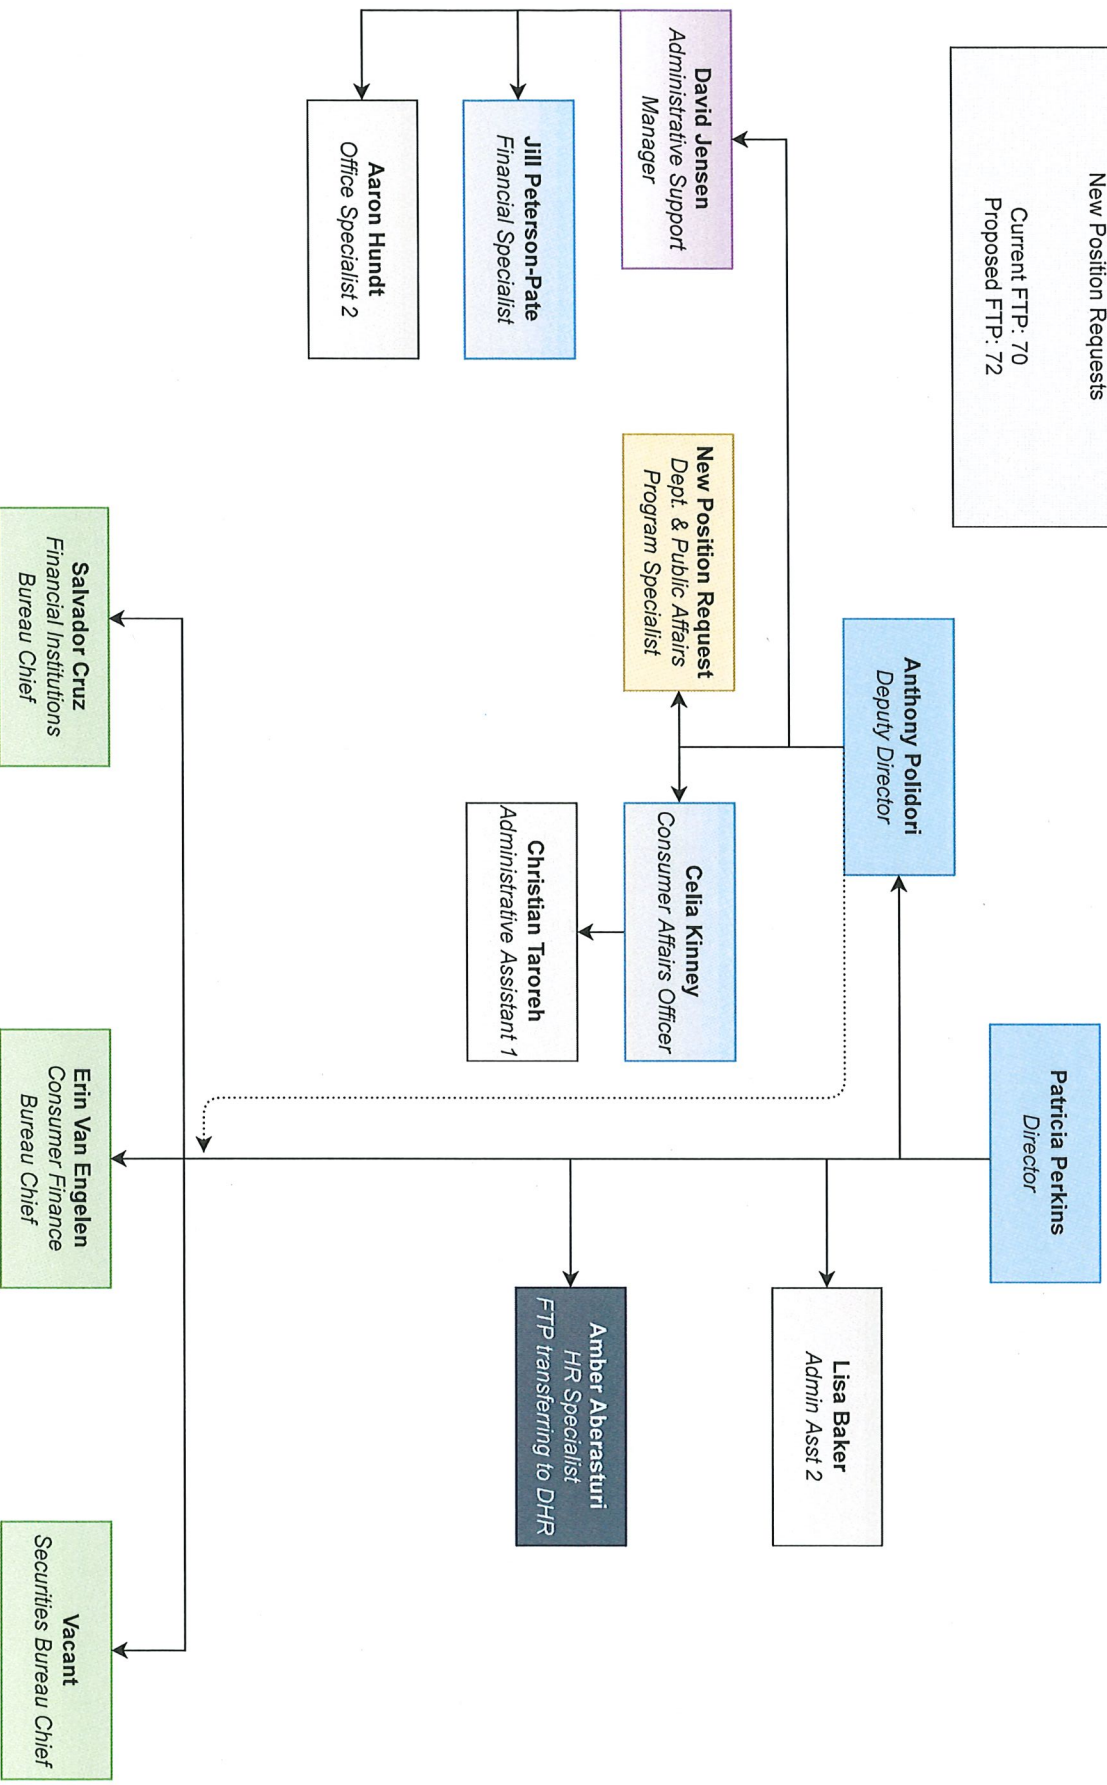 New Position Requests
Current FTP: 70
Proposed FTP: 72
Patricia Perkins
Director
Anthony Polidori
Deputy Director
Lisa Baker
Admin Asst 2
David Jensen
Administrative Support
Manager
New Position Request
Dept. & Public Affairs
Program Specialist
Celia Kinney
Consumer Affairs Officer
Amber Aberasturi
HR Specialist
FTP transferring to DHR
Jill Peterson-Pate
Financial Specialist
Christian Taroreh
Administrative Assistant 1
Aaron Hundt
Office Specialist 2
Salvador Cruz
Financial Institutions
Bureau Chief
Erin Van Engelen
Consumer Finance
Bureau Chief
Vacant
Securities Bureau Chief